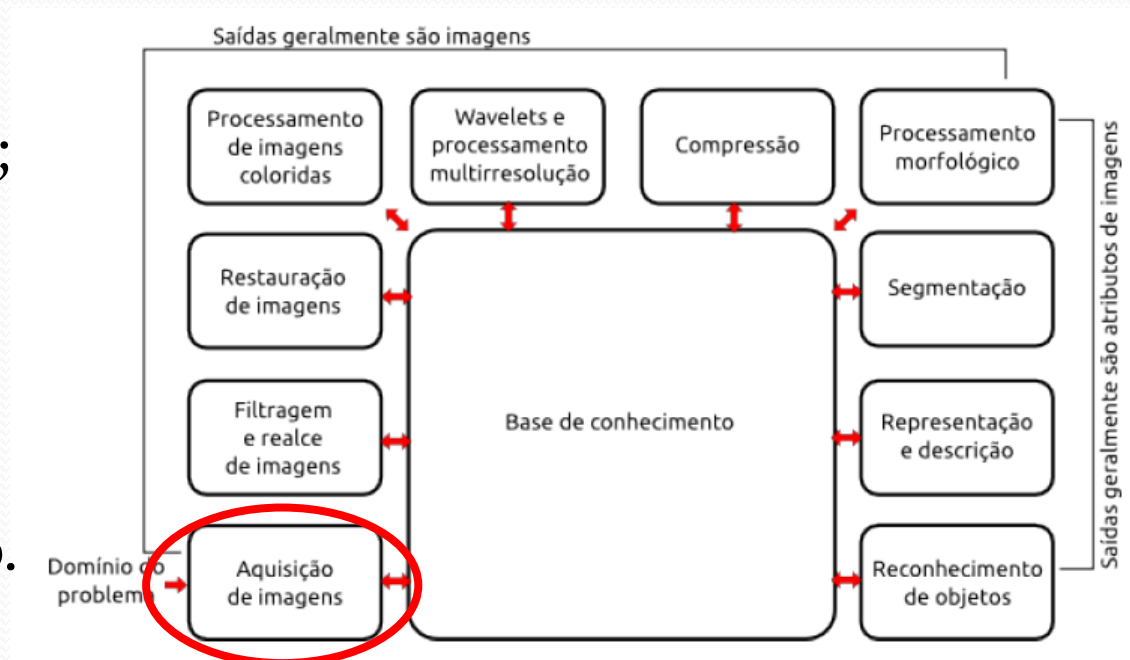 Saídas geralmente são imagens
Processamento
de imagens
coloridas
Wavelets e
processamento
multirresolução
Compressão
Processamento
morfológico
;
Restauração
de imagens
Segmentação
Filtragem
e realce
de imagens
Base de conhecimento
Representação
e descrição
.
Domínio do
problema
Aquisição
de imagens
Reconhecimento
de objetos
Saídas geralmente são atributos de imagens